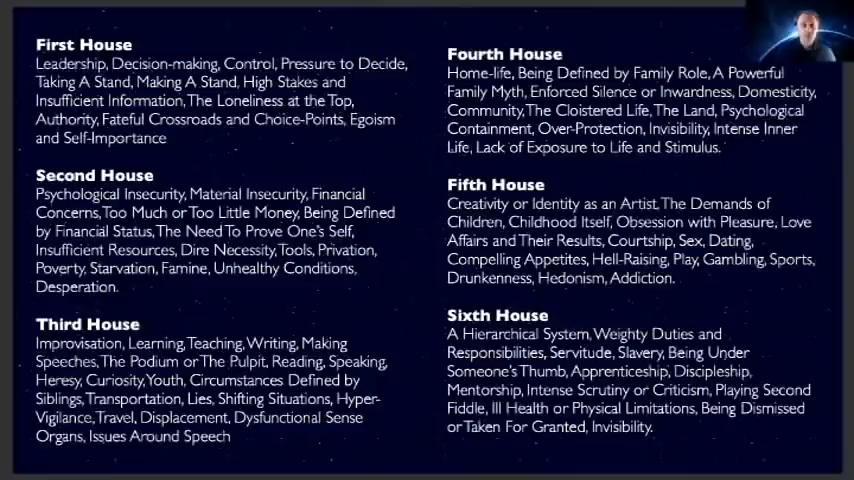 First House
Leadership, Decision-making, Control, Pressure to Decide,
Taking A Stand, Making A Stand, High Stakes and
Insufficient Information, The Loneliness at the Top,
Authority, Fateful Crossroads and Choice-Points, Egoism
and Self-Importance
Second House
Psychological Insecurity, Material Insecurity, Financial
Concerns, Too Much or Too Little Money, Being Defined
by Financial Status, The Need To Prove One's Self,
Insufficient Resources, Dire Necessity, Tools, Privation,
Poverty, Starvation, Famine, Unhealthy Conditions,
Desperation.
Third House
Improvisation, Learning, Teaching, Writing, Making
Speeches, The Podium or The Pulpit, Reading, Speaking,
Heresy, Curiosity, Youth, Circumstances Defined by
Siblings, Transportation, Lies, Shifting Situations, Hyper-
Vigilance, Travel, Displacement, Dysfunctional Sense
Organs, Issues Around Speech
Fourth House
Home-life, Being Defined by Family Role, A Powerful
Family Myth, Enforced Silence or Inwardness, Domesticity,
Community, The Cloistered Life, The Land, Psychological
Containment, Over-Protection, Invisibility, Intense Inner
Life, Lack of Exposure to Life and Stimulus.
Fifth House
Creativity or Identity as an Artist, The Demands of
Children, Childhood Itself, Obsession with Pleasure, Love
Affairs and Their Results, Courtship, Sex, Dating,
Compelling Appetites, Hell-Raising, Play, Gambling, Sports,
Drunkenness, Hedonism, Addiction.
Sixth House
A Hierarchical System, Weighty Duties and
Responsibilities, Servitude, Slavery, Being Under
Someone's Thumb, Apprenticeship, Discipleship,
Mentorship, Intense Scrutiny or Criticism, Playing Second
Fiddle, Ill Health or Physical Limitations, Being Dismissed
or Taken For Granted, Invisibility.